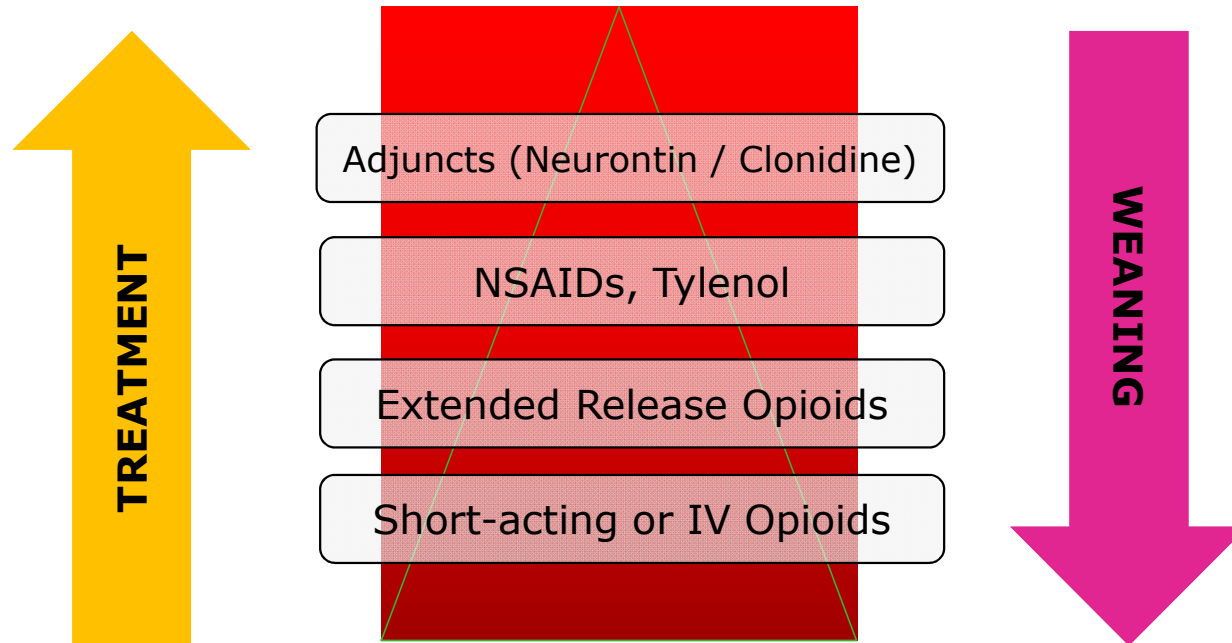 Adjuncts (Neurontin / Clonidine)
NSAIDs, Tylenol
Extended Release Opioids
Short-acting or IV Opioids
TREATMENT
WEANING